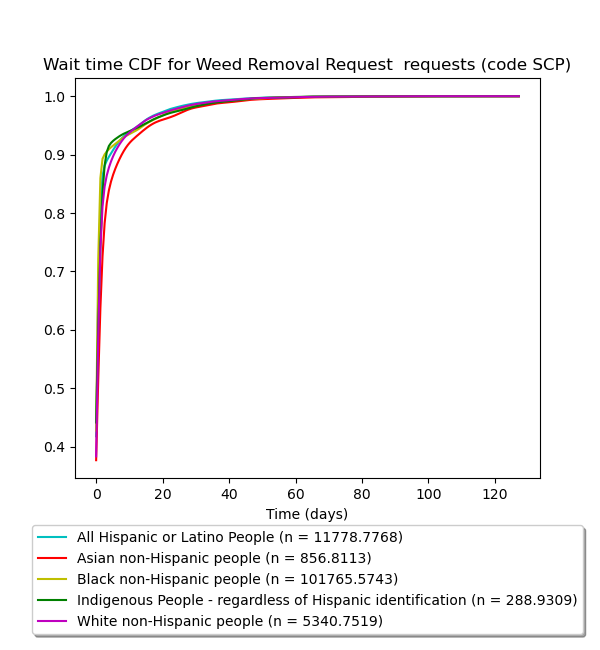 Wait time CDF for Weed Removal Request  requests (code SCP)
1.0
0.9
0.8
0.7
0.6
0.5
0.4
0 20 40 60 80 100 120
Time (days)
All Hispanic or Latino People (n = 11778.7768)
Asian non-Hispanic people (n = 856.8113)
Black non-Hispanic people (n = 101765.5743)
Indigenous People - regardless of Hispanic identification (n = 288.9309)
White non-Hispanic people (n = 5340.7519)